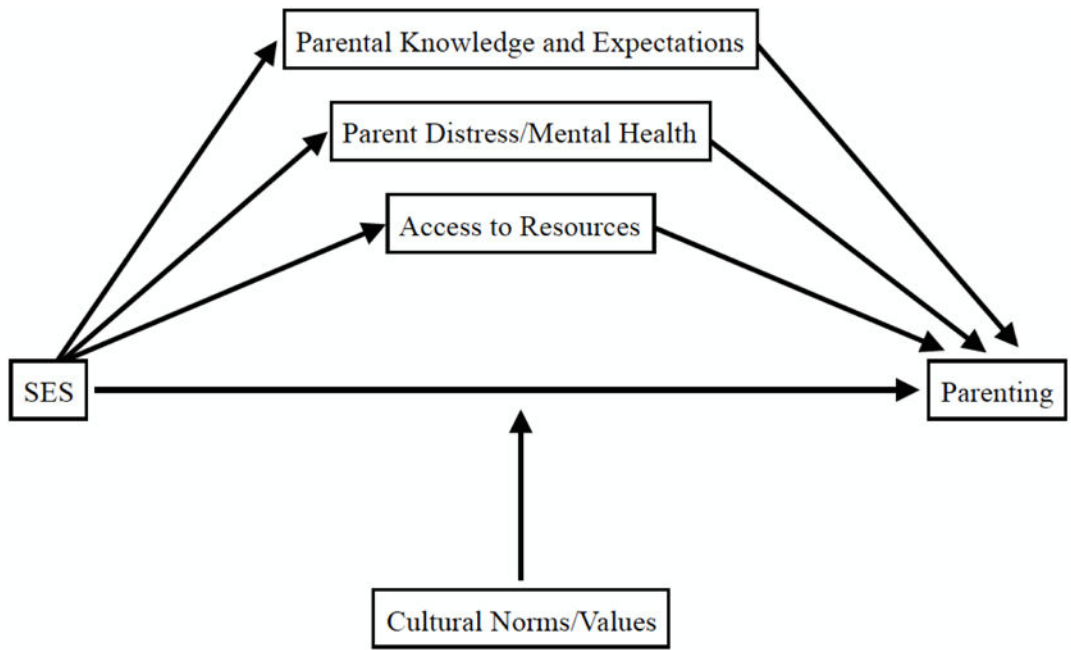 Parental Knowledge and Expectations
Parent Distress/Mental Health
Access to Resources
SES
Parenting
Cultural Norms/Values